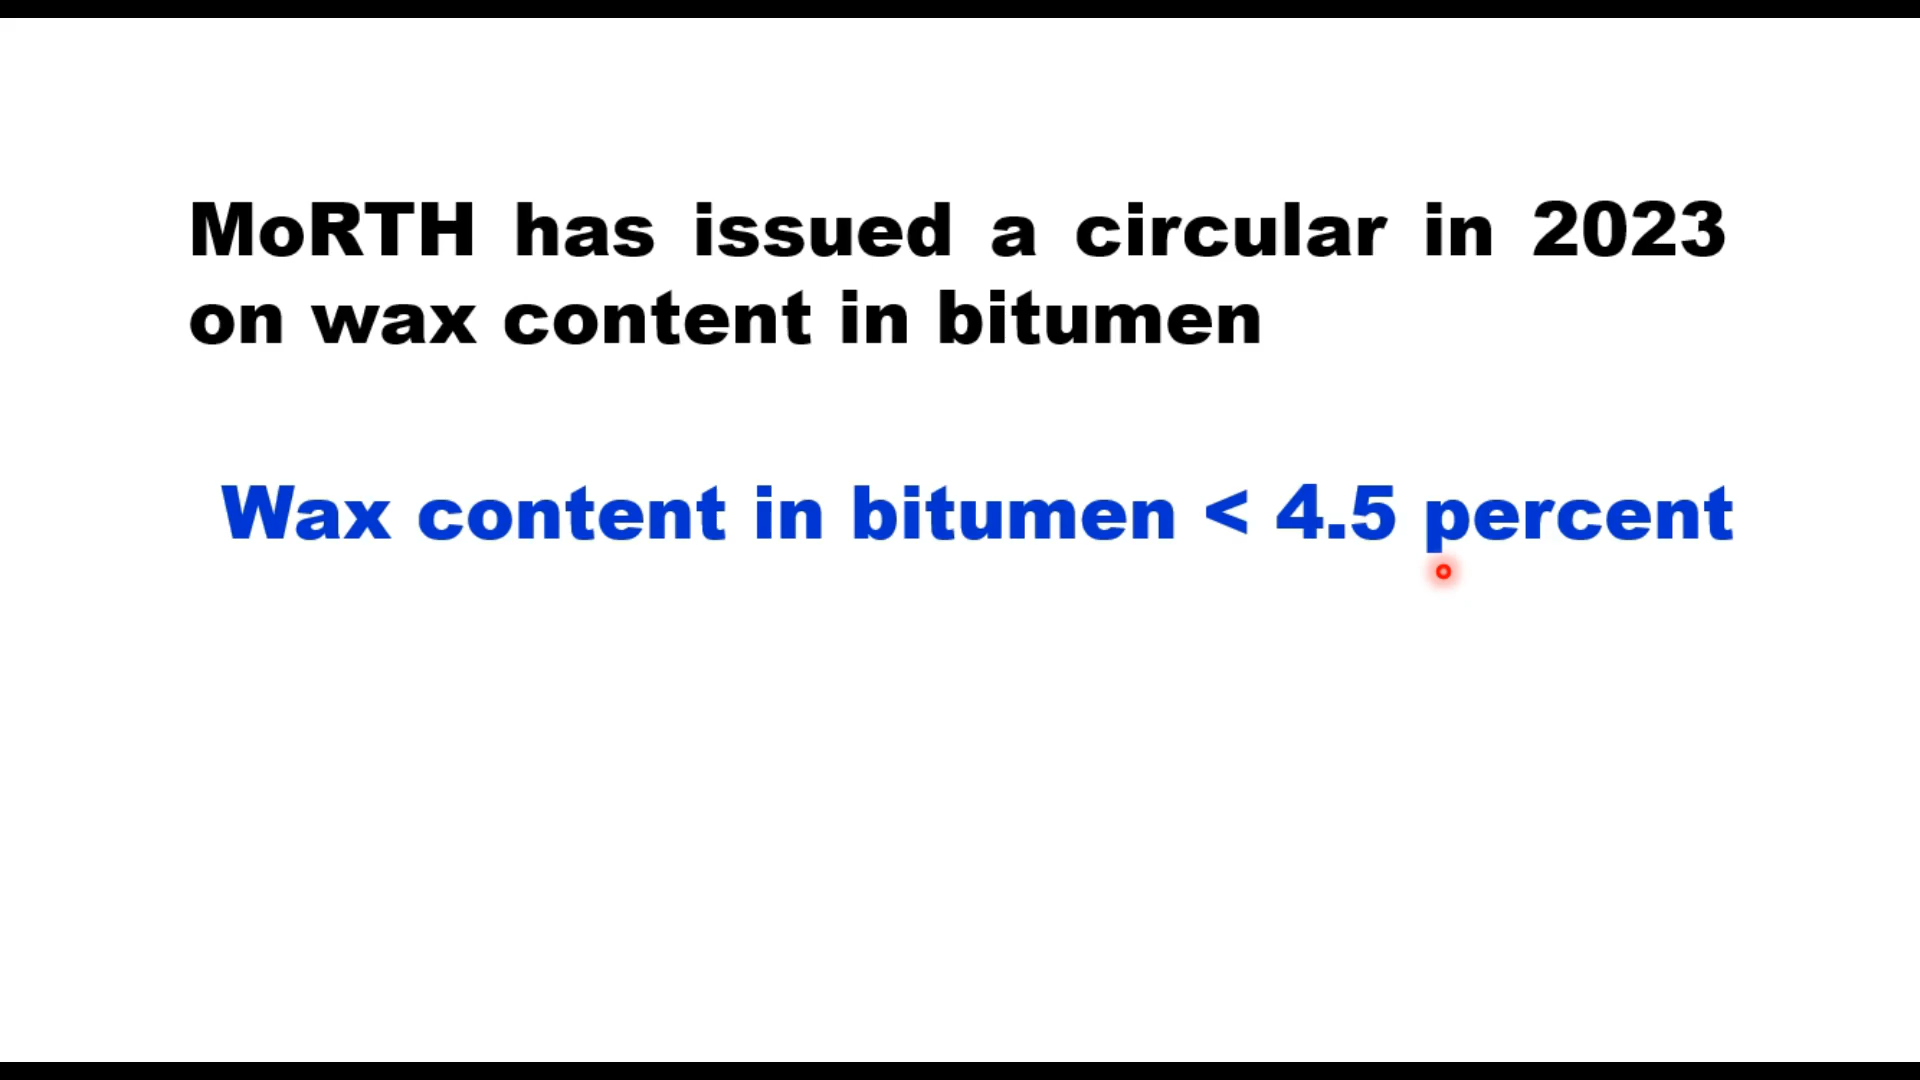 MoRTH has issued a circular in 2023
on wax content in bitumen
Wax content in bitumen < 4.5 percent